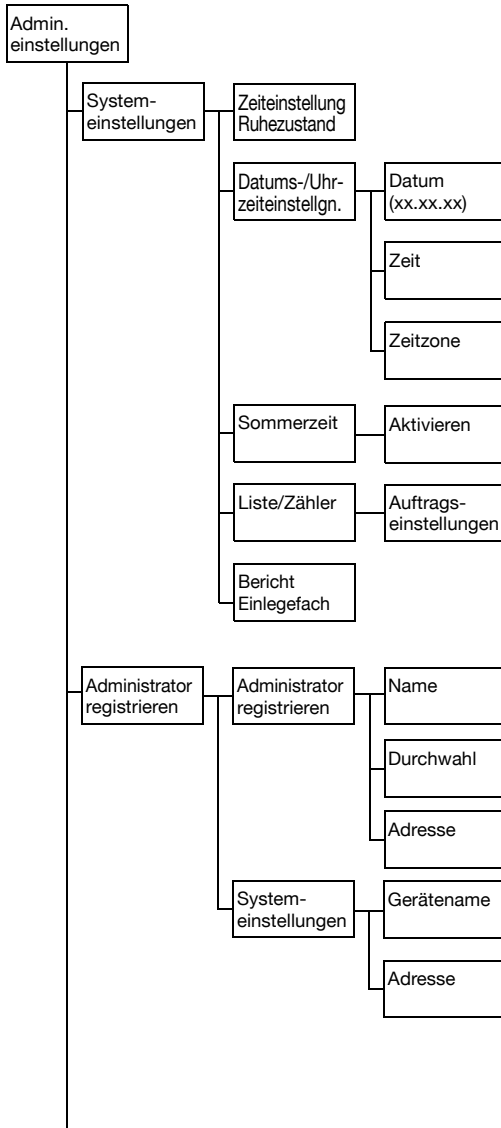 Admin.
einstellungen
System-
einstellungen
Zeiteinstellung
Ruhezustand
Datums-/Uhr-
zeiteinstellgn.
Datum
(xx.xx.xx)
Zeit
Zeitzone
Sommerzeit
Aktivieren
Liste/Zähler
Auftrags-
einstellungen
Bericht
Einlegefach
Administrator
registrieren
Administrator
registrieren
Name
Durchwahl
Adresse
System-
einstellungen
Gerätename
Adresse